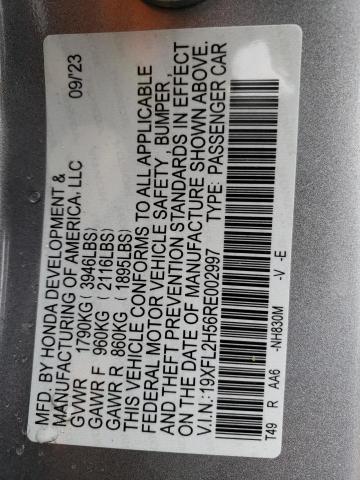 MFD. BY HONDA DEVELOPMENT & 09/'23
MANUFACTURING OF AMERICA, LLC
GVWR 1790KG(3946LBS)
GAWR F 960KG(2116LBS)
GAWR R 860KG(1895LBS)
THIS VEHICLE CONFORMS TO ALL APPLICABLE
FEDERAL MOTOR VEHICLE SAFETY, BUMPER,
AND THEFT PREVENTION STANDARDS IN EFFECT
ON THE DATE OF MANUFACTURE SHOWN ABOVE.
V.I.N.: 19XFL2H56RE002997 TYPE: PASSENGER CAR
T49 R AA6 -NH830M -V -E